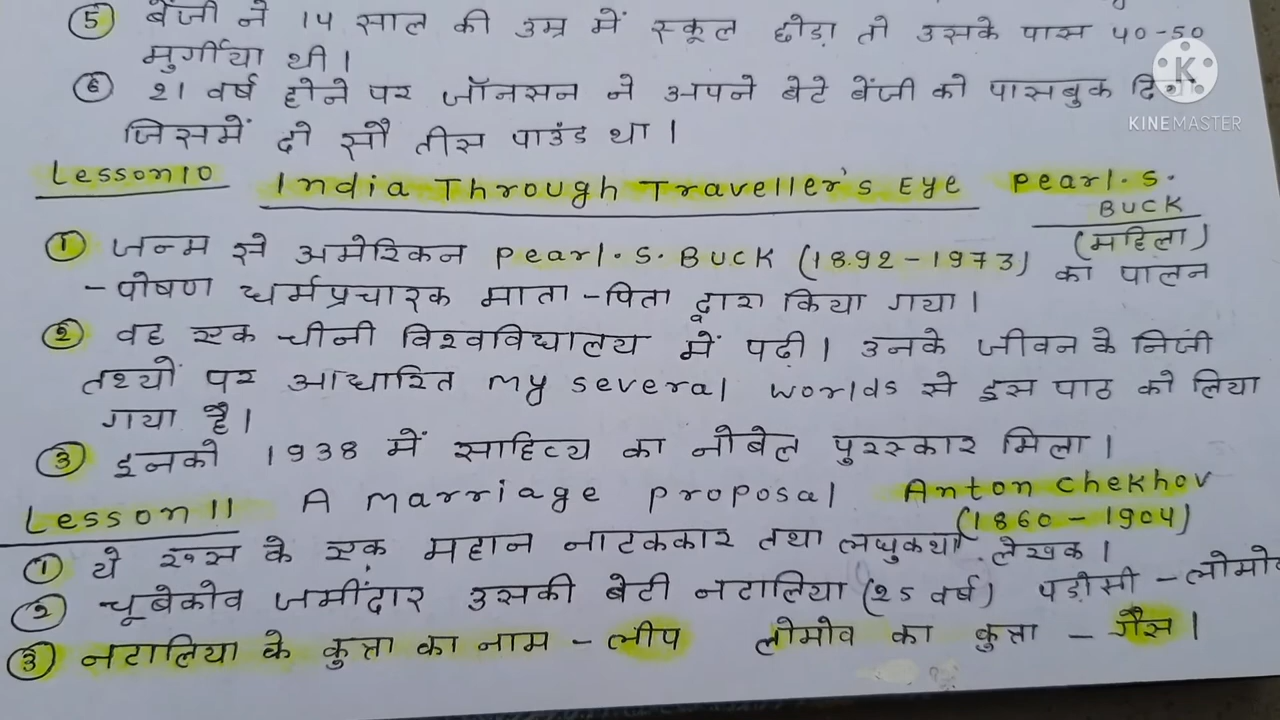 ⑤ बेंजी ने 14 साल की उम्र में स्कूल छोड़ा तो उसके पास 40-50
मुर्गीया थी।
⑥ 21 वर्ष होने पर जॉनसन ने अपने बेटे बेंजी को पासबुक
जिसमें दो सौ तीस पाउंड था।
KINEMASTER
Lesson 10 India Through Traveller's Eye Pearl. S.
BUCK
(महिला)
① जन्म से अमेरिकन Pearl. S. BUCK (1892-1973) का पालन
-पोषण धर्मप्रचारक माता-पिता द्वारा किया गया।
② वह एक चीनी विश्वविद्यालय में पढ़ी। उनके जीवन के निजी
तथ्यों पर आधारित my several worlds से इस पाठ को लिया
गया है।
③ इनको 1938 में साहित्य का नोबेल पुरस्कार मिला।
Lesson 11 A Marriage proposal Anton Chekhov
(1860-1904)
① ये रूस के एक महान नाटककार तथा लघुकथा लेखक।
② चूबेकोव जमींदार उसकी बेटी नटालिया (25 वर्ष) पड़ोसी - लोमोव
③ नटालिया के कुत्ता का नाम - लीप लोमोव का कुत्ता - गैस।